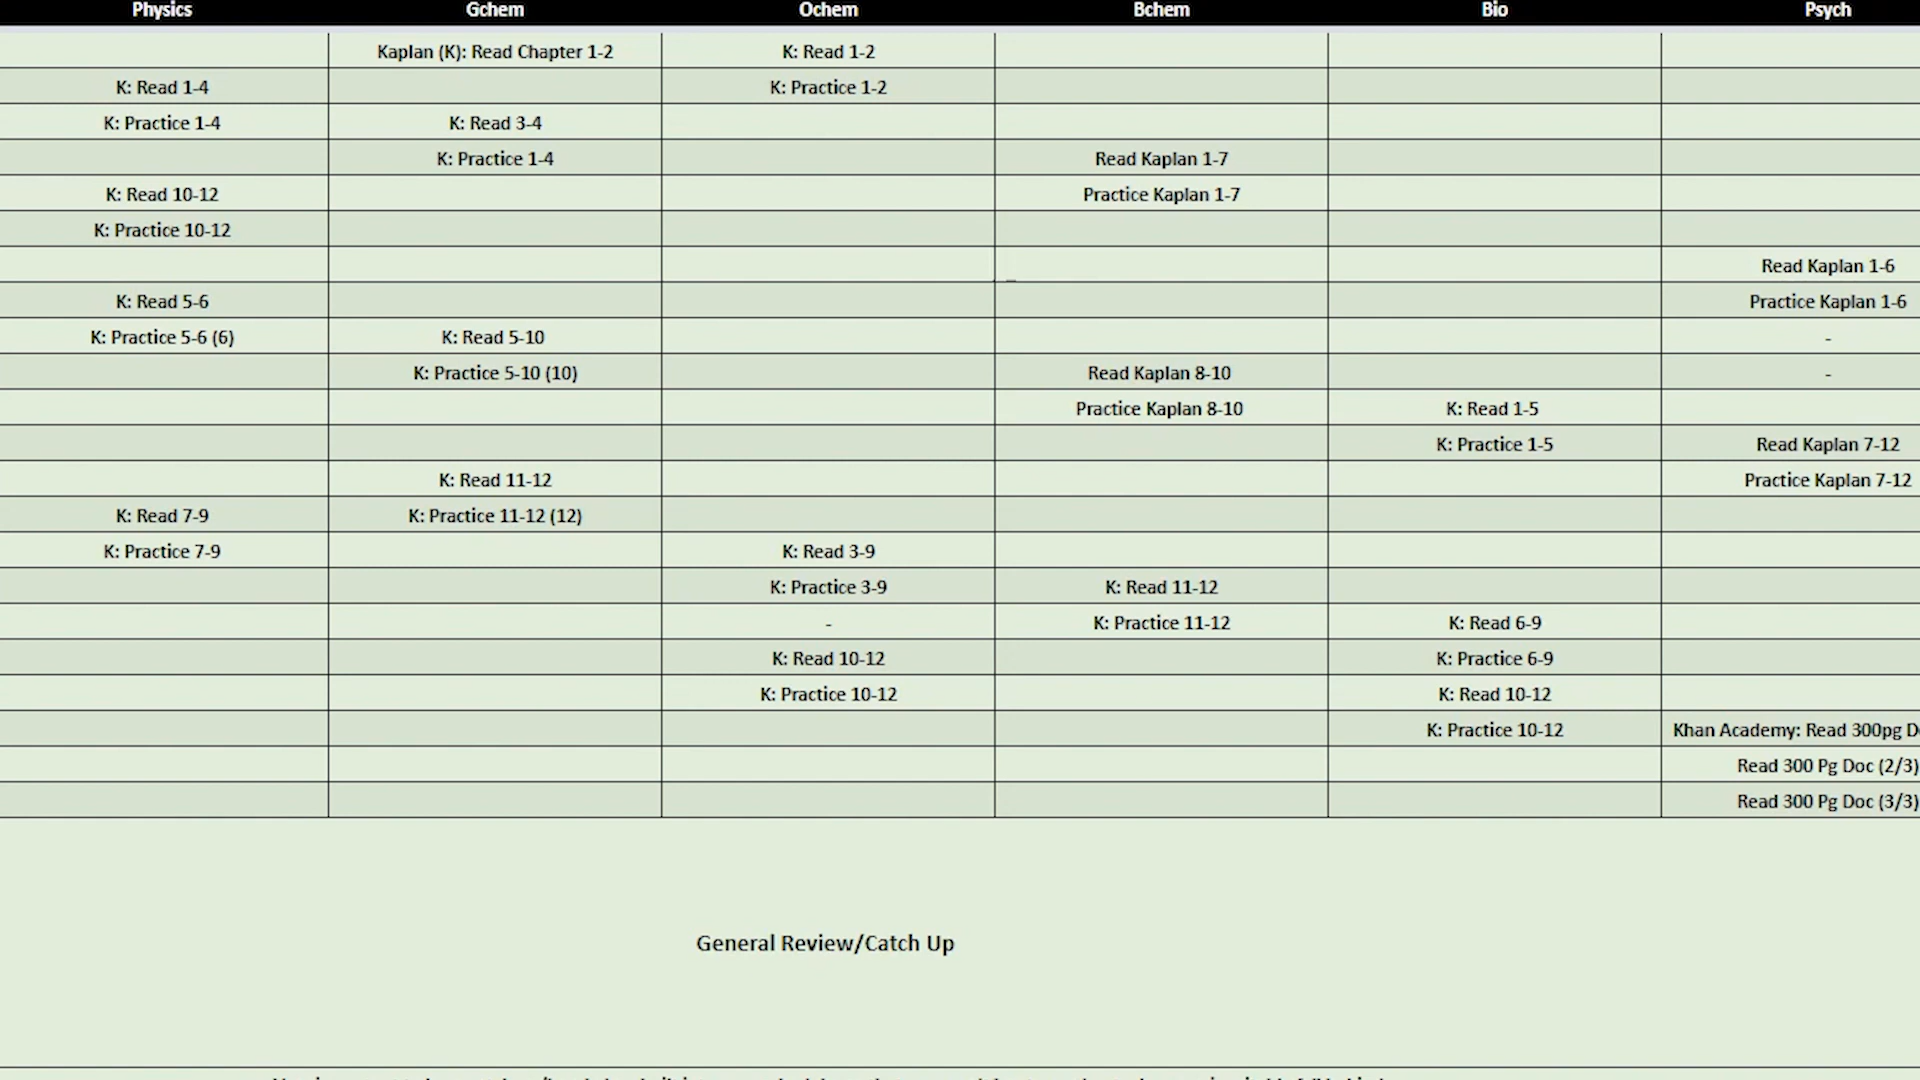 Physics Gchem Ochem Bchem Bio Psych
Kaplan (K): Read Chapter 1-2 K: Read 1-2
K: Read 1-4 K: Practice 1-2
K: Practice 1-4 K: Read 3-4
K: Practice 1-4 Read Kaplan 1-7
K: Read 10-12 Practice Kaplan 1-7
K: Practice 10-12
Read Kaplan 1-6
K: Read 5-6 Practice Kaplan 1-6
K: Practice 5-6 (6) K: Read 5-10 -
K: Practice 5-10 (10) Read Kaplan 8-10 -
Practice Kaplan 8-10 K: Read 1-5
K: Practice 1-5 Read Kaplan 7-12
K: Read 11-12 Practice Kaplan 7-12
K: Read 7-9 K: Practice 11-12 (12)
K: Practice 7-9 K: Read 3-9
K: Practice 3-9 K: Read 11-12
- K: Practice 11-12 K: Read 6-9
K: Read 10-12 K: Practice 6-9
K: Practice 10-12 K: Read 10-12
K: Practice 10-12 Khan Academy: Read 300pg
Read 300 Pg Doc (2/3)
Read 300 Pg Doc (3/3)
General Review/Catch Up